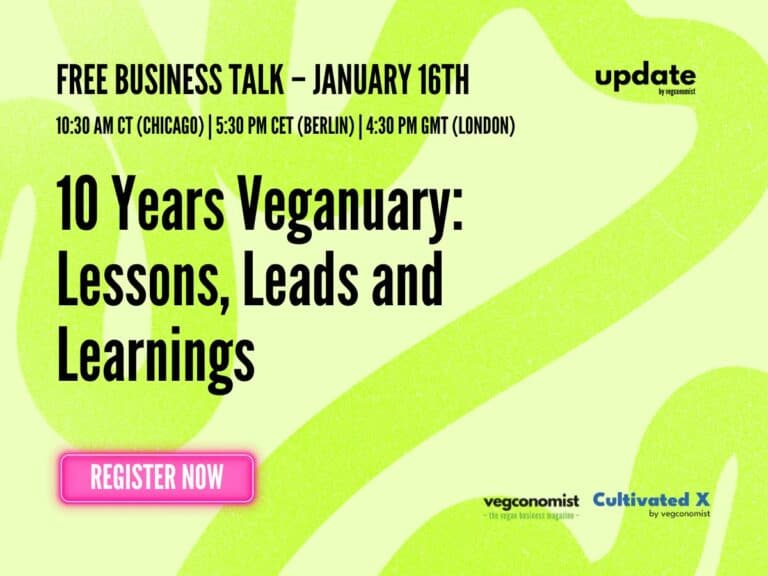 FREE BUSINESS TALK – JANUARY 16TH
update
by vegconomist
10:30 AM CT (CHICAGO) | 5:30 PM CET (BERLIN) | 4:30 PM GMT (LONDON)
10 Years Veganuary:
Lessons, Leads and
Learnings
REGISTER NOW
vegconomist
– the vegan business magazine –
Cultivated X
by vegconomist